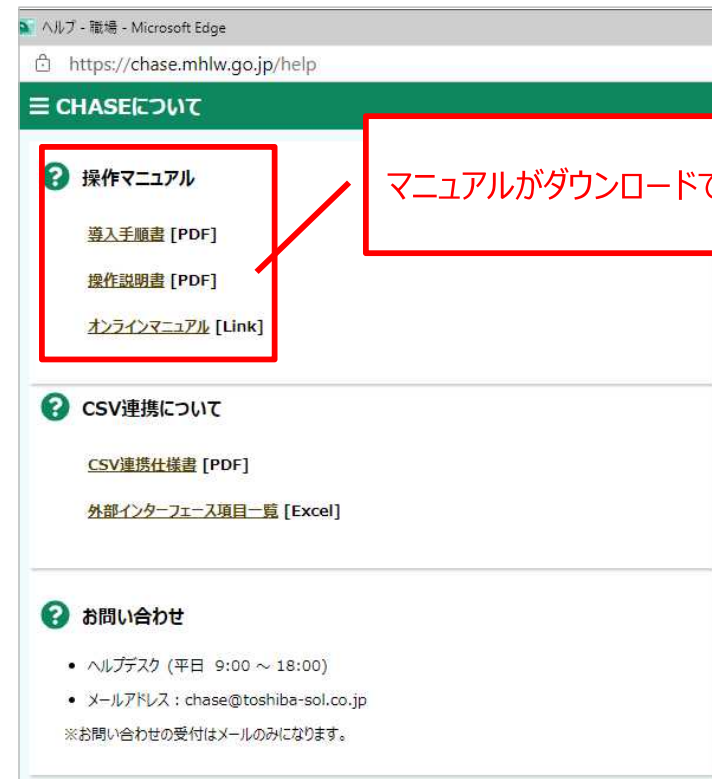 ヘルプ - 職場 - Microsoft Edge
https://chase.mhlw.go.jp/help
CHASEについて
操作マニュアル
マニュアルがダウンロードで
導入手順書 [PDF]
操作説明書 [PDF]
オンラインマニュアル [Link]
CSV連携について
CSV連携仕様書 [PDF]
外部インターフェース項目一覧 [Excel]
お問い合わせ
• ヘルプデスク (平日 9:00 ~ 18:00)
• メールアドレス : chase@toshiba-sol.co.jp
※お問い合わせの受付はメールのみになります。